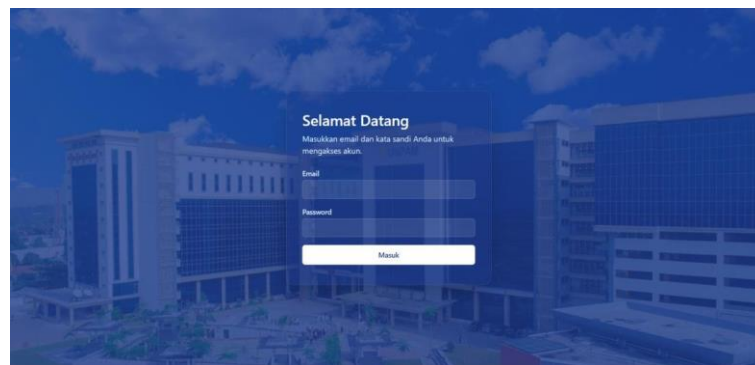 Selamat Datang
Masukkan email dan kata sandi Anda untuk
mengakses akun.
Email
Password
Masuk